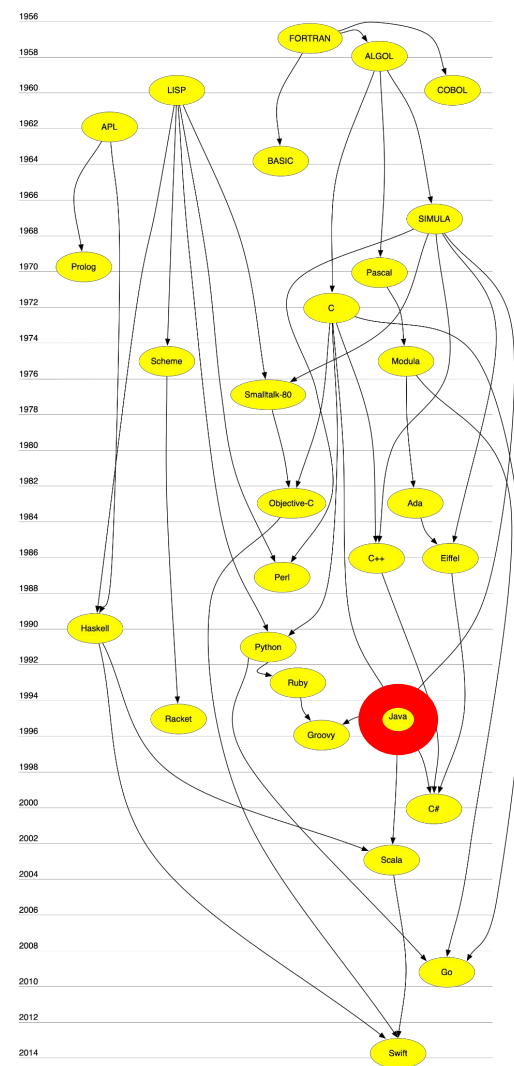 1956
FORTRAN
1958
ALGOL
1960
LISP
COBOL
1962
APL
1964
BASIC
1966
SIMULA
1968
Prolog
1970
Pascal
1972
C
1974
Scheme
Modula
1976
Smalltalk-80
1978
1980
1982
Objective-C
Ada
1984
1986
C++
Eiffel
Perl
1988
1990
Haskell
Python
1992
Ruby
1994
Racket
Java
1996
Groovy
1998
2000
C#
2002
Scala
2004
2006
2008
Go
2010
2012
Swift
2014